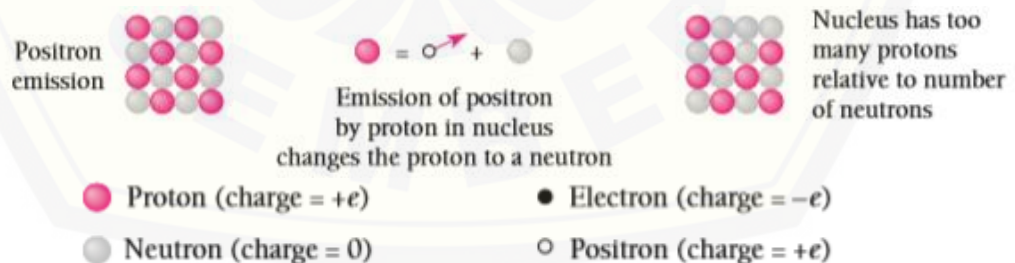 Positron
emission
= +
Emission of positron
by proton in nucleus
changes the proton to a neutron
Nucleus has too
many protons
relative to number
of neutrons
Proton (charge = +e)
Electron (charge = −e)
Neutron (charge = 0)
Positron (charge = +e)